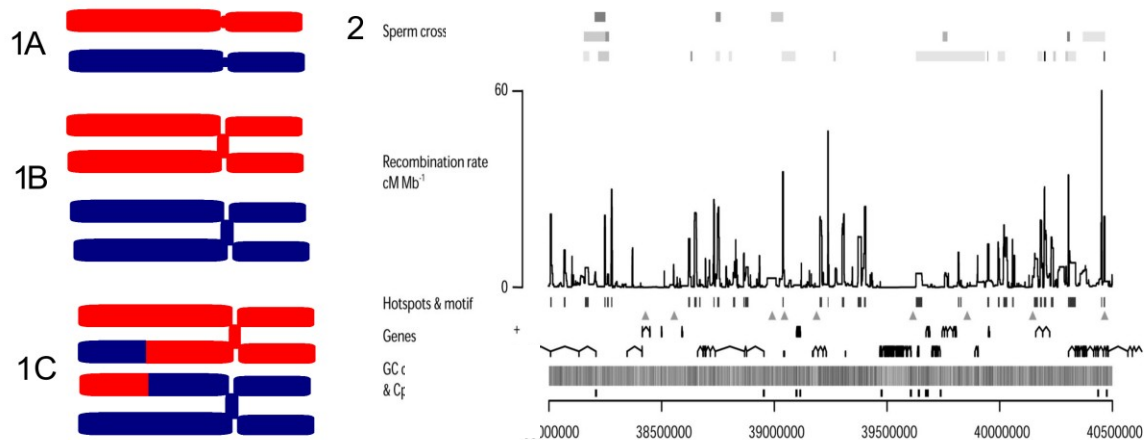 1A
1B
1C
2
Sperm cross
60
Recombination rate
cM Mb-1
0
Hotspots & motif
+
Genes
-
GC c
& Cp
000000
38500000
39000000
39500000
40000000
40500000